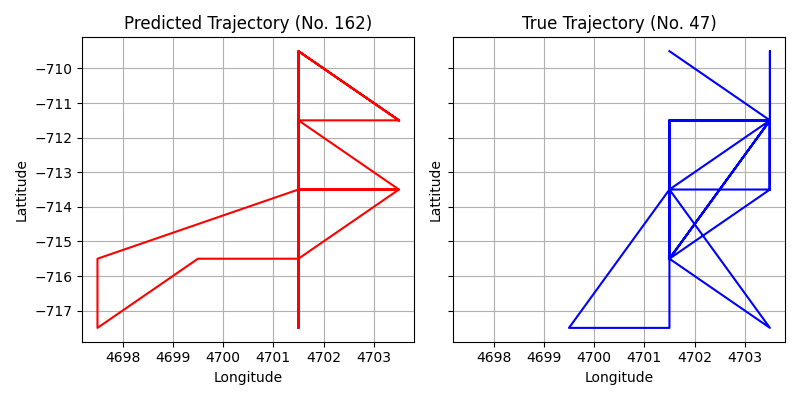 Predicted Trajectory (No. 162)
True Trajectory (No. 47)
Lattitude
−710
−711
−712
−713
−714
−715
−716
−717
4698 4699 4700 4701 4702 4703
Longitude
Lattitude
4698 4699 4700 4701 4702 4703
Longitude